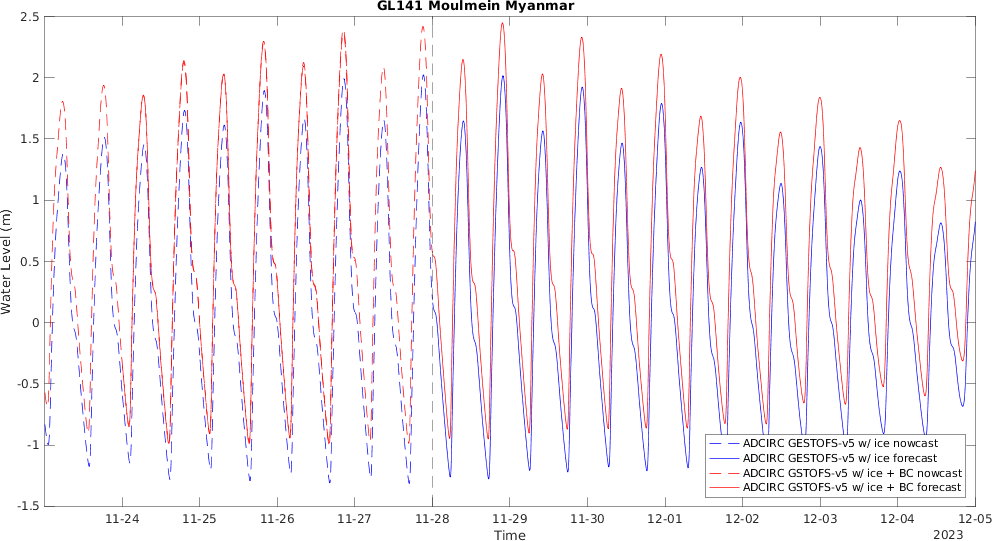 GL141 Moulmein Myanmar
Water Level (m)
2.5
2
1.5
1
0.5
0
-0.5
-1
-1.5
ADCIRC GESTOFS-v5 w/ ice nowcast
ADCIRC GESTOFS-v5 w/ ice forecast
ADCIRC GSTOFS-v5 w/ ice + BC nowcast
ADCIRC GSTOFS-v5 w/ ice + BC forecast
11-24 11-25 11-26 11-27 11-28 11-29 11-30 12-01 12-02 12-03 12-04 12-05
Time
2023